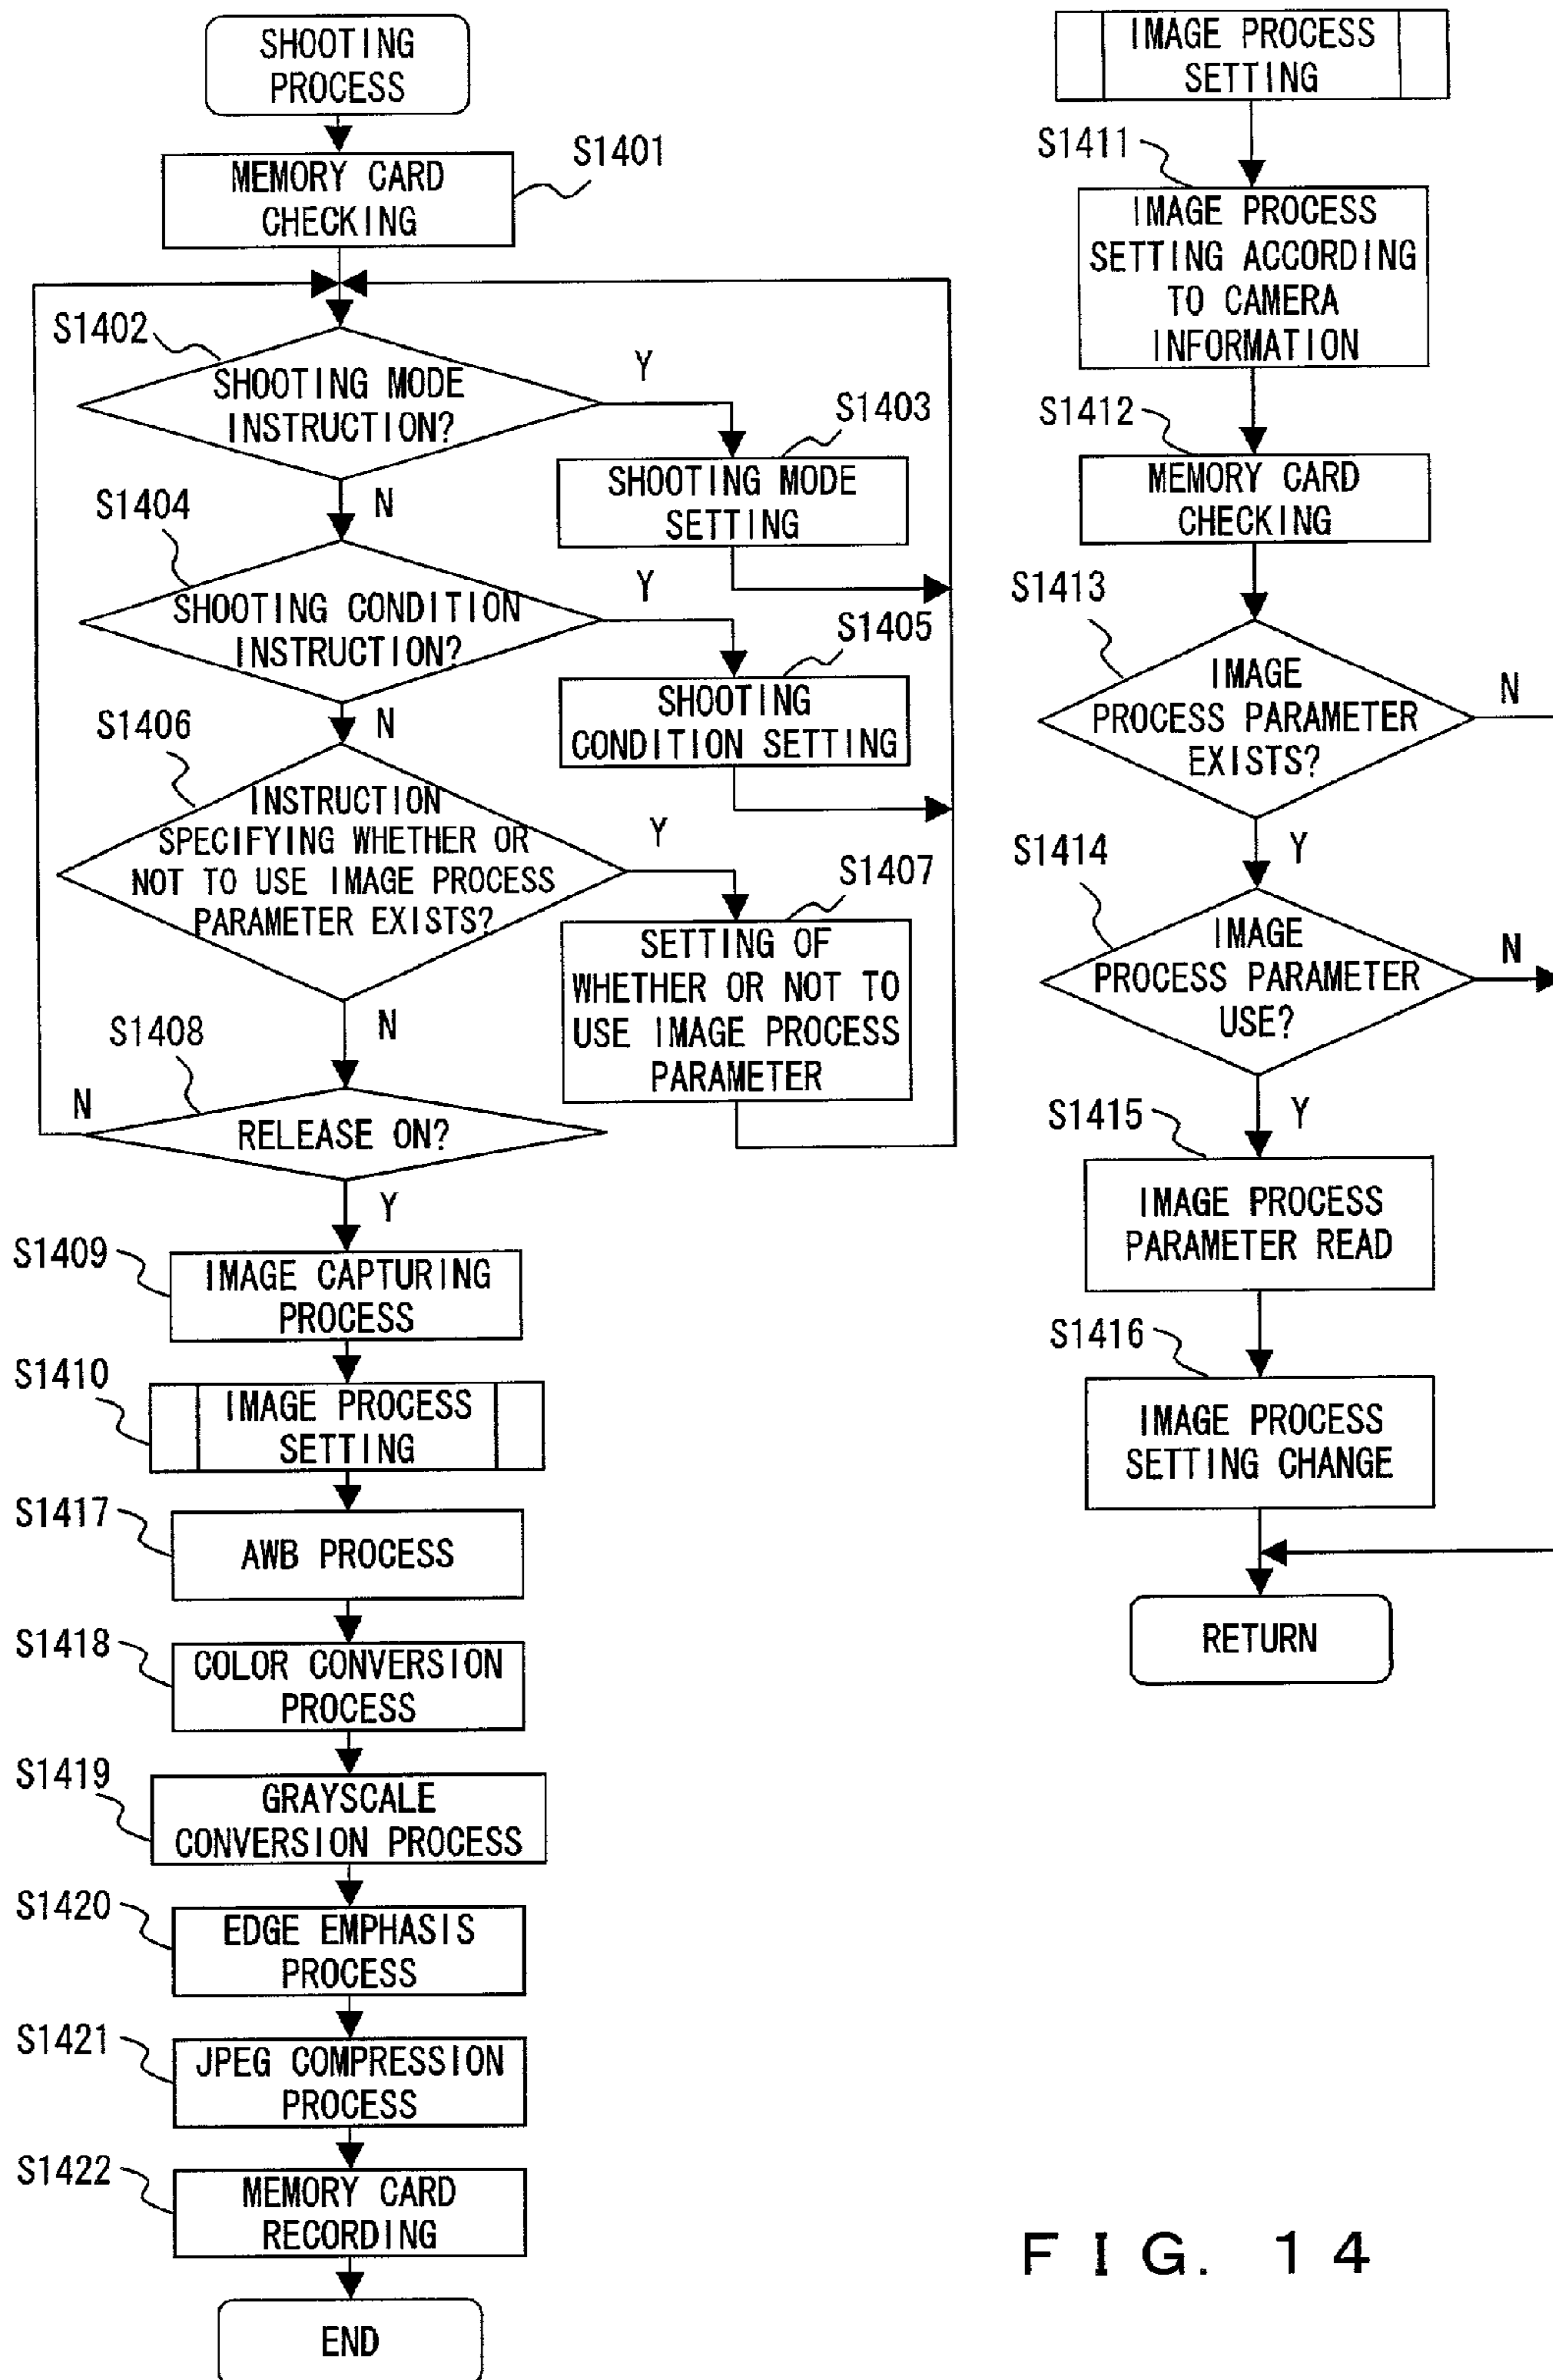 SHOOTING
PROCESS
S1401
MEMORY CARD
CHECKING
S1402
SHOOTING MODE
INSTRUCTION?
Y
N
S1403
SHOOTING MODE
SETTING
S1404
SHOOTING CONDITION
INSTRUCTION?
Y
N
S1405
SHOOTING
CONDITION SETTING
S1406
INSTRUCTION
SPECIFYING WHETHER OR
NOT TO USE IMAGE PROCESS
PARAMETER EXISTS?
Y
N
S1407
SETTING OF
WHETHER OR NOT TO
USE IMAGE PROCESS
PARAMETER
S1408
RELEASE ON?
N
Y
S1409
IMAGE CAPTURING
PROCESS
S1410
IMAGE PROCESS
SETTING
S1417
AWB PROCESS
S1418
COLOR CONVERSION
PROCESS
S1419
GRAYSCALE
CONVERSION PROCESS
S1420
EDGE EMPHASIS
PROCESS
S1421
JPEG COMPRESSION
PROCESS
S1422
MEMORY CARD
RECORDING
END
IMAGE PROCESS
SETTING
S1411
IMAGE PROCESS
SETTING ACCORDING
TO CAMERA
INFORMATION
S1412
MEMORY CARD
CHECKING
S1413
IMAGE
PROCESS PARAMETER
EXISTS?
N
Y
S1414
IMAGE
PROCESS PARAMETER
USE?
N
Y
S1415
IMAGE PROCESS
PARAMETER READ
S1416
IMAGE PROCESS
SETTING CHANGE
RETURN
FIG. 14